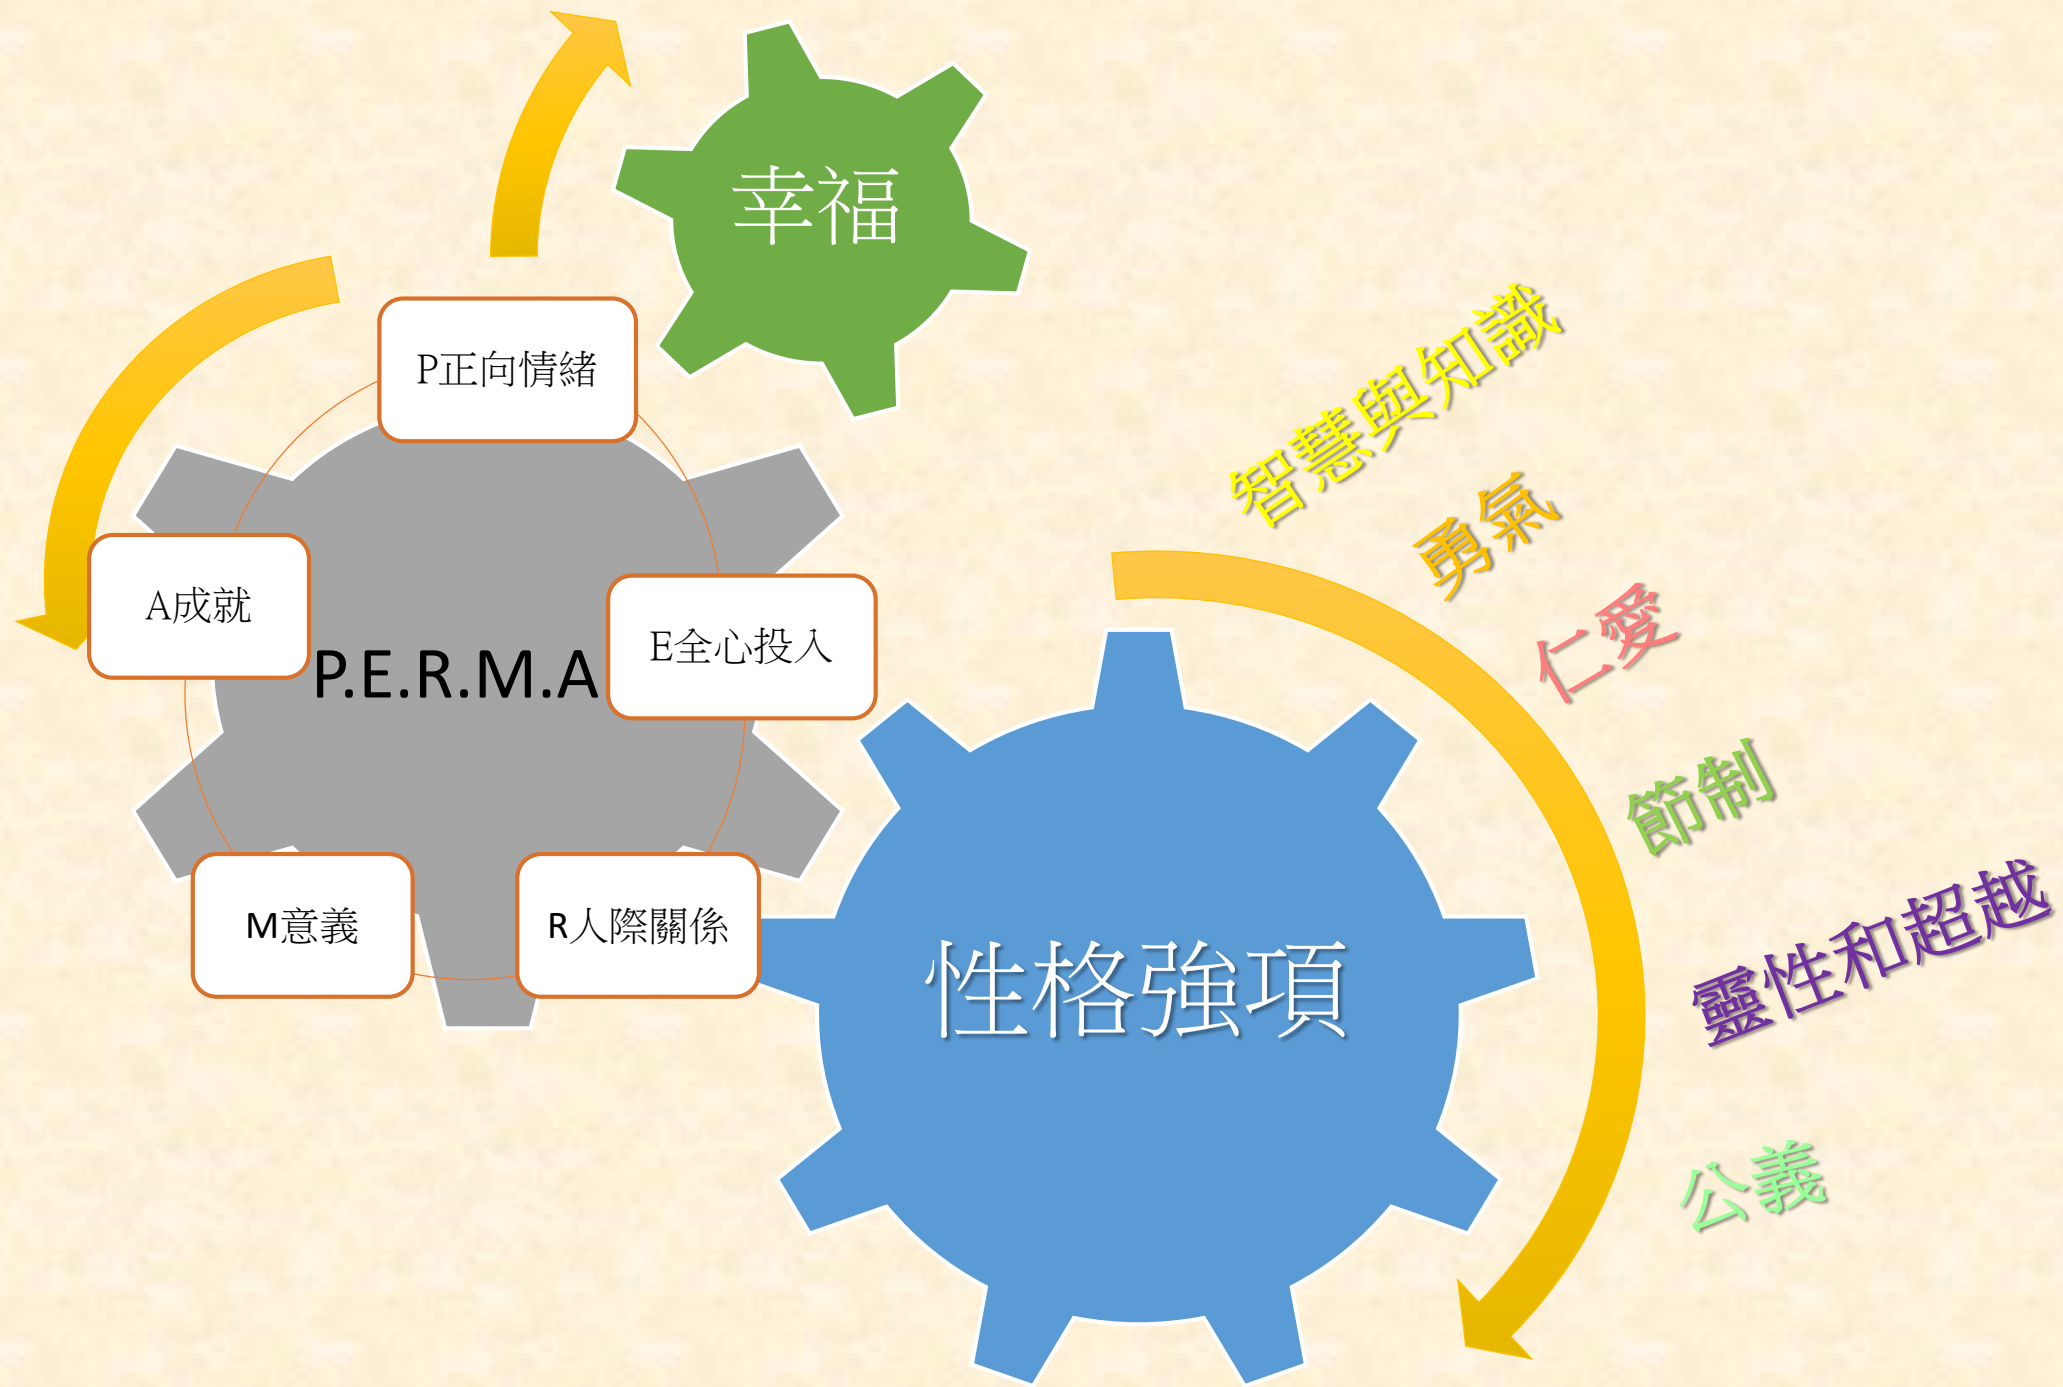 幸福
P正向情緒
A成就
E全心投入
P.E.R.M.A
M意義
R人際關係
性格強項
智慧與知識
勇氣
仁愛
節制
靈性和超越
公義